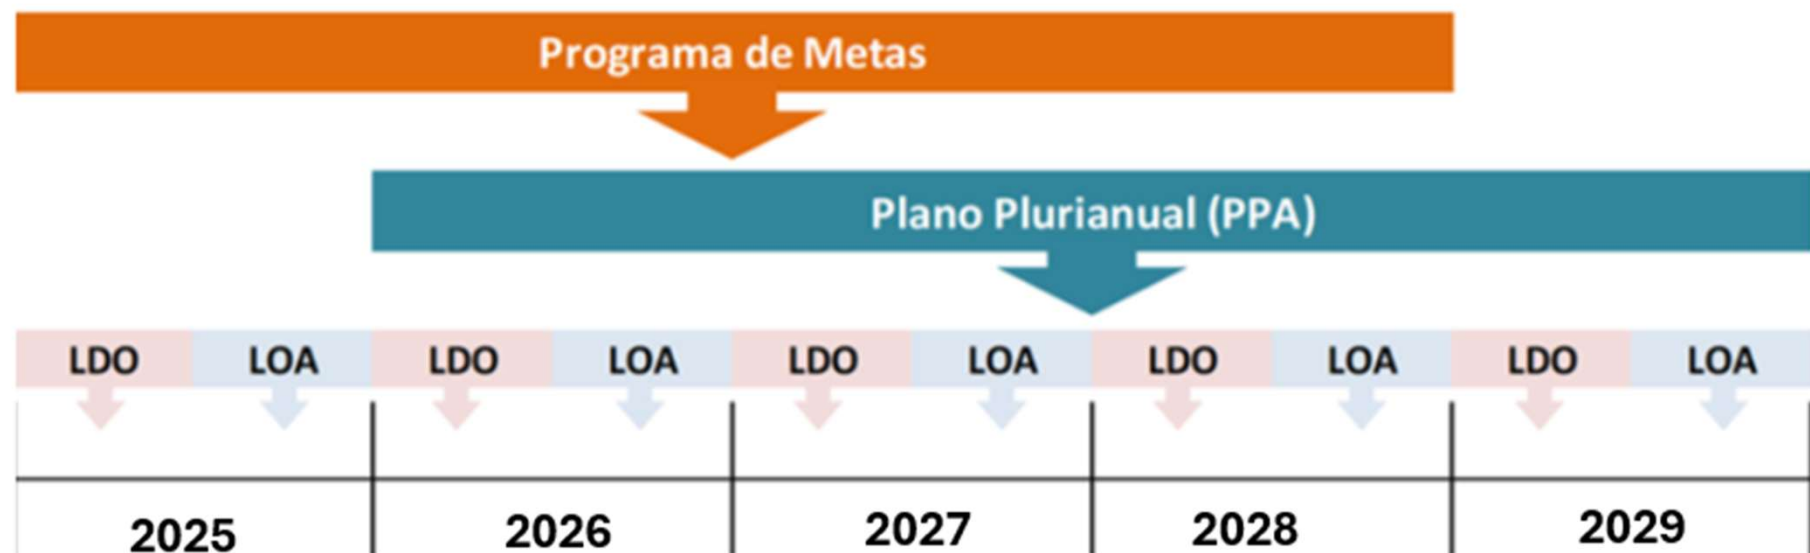 Programa de Metas
Plano Plurianual (PPA)
LDO LOA LDO LOA LDO LOA LDO LOA LDO LOA
2025 2026 2027 2028 2029